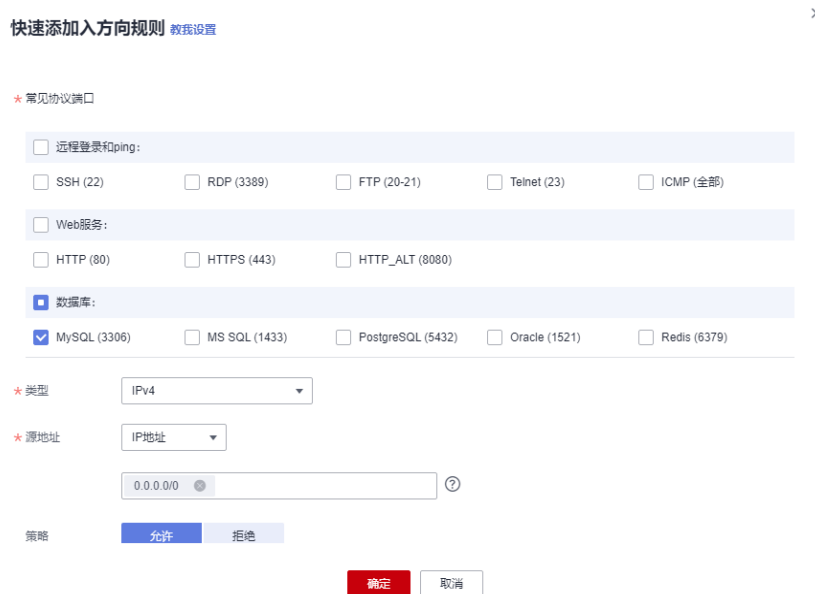 快速添加入方向规则 教我设置
* 常见协议端口
远程登录和ping:
SSH (22) RDP (3389) FTP (20-21) Telnet (23) ICMP (全部)
Web服务:
HTTP (80) HTTPS (443) HTTP_ALT (8080)
数据库:
MySQL (3306) MS SQL (1433) PostgreSQL (5432) Oracle (1521) Redis (6379)
* 类型 IPv4
* 源地址 IP地址
0.0.0.0/0
策略 允许 拒绝
确定 取消